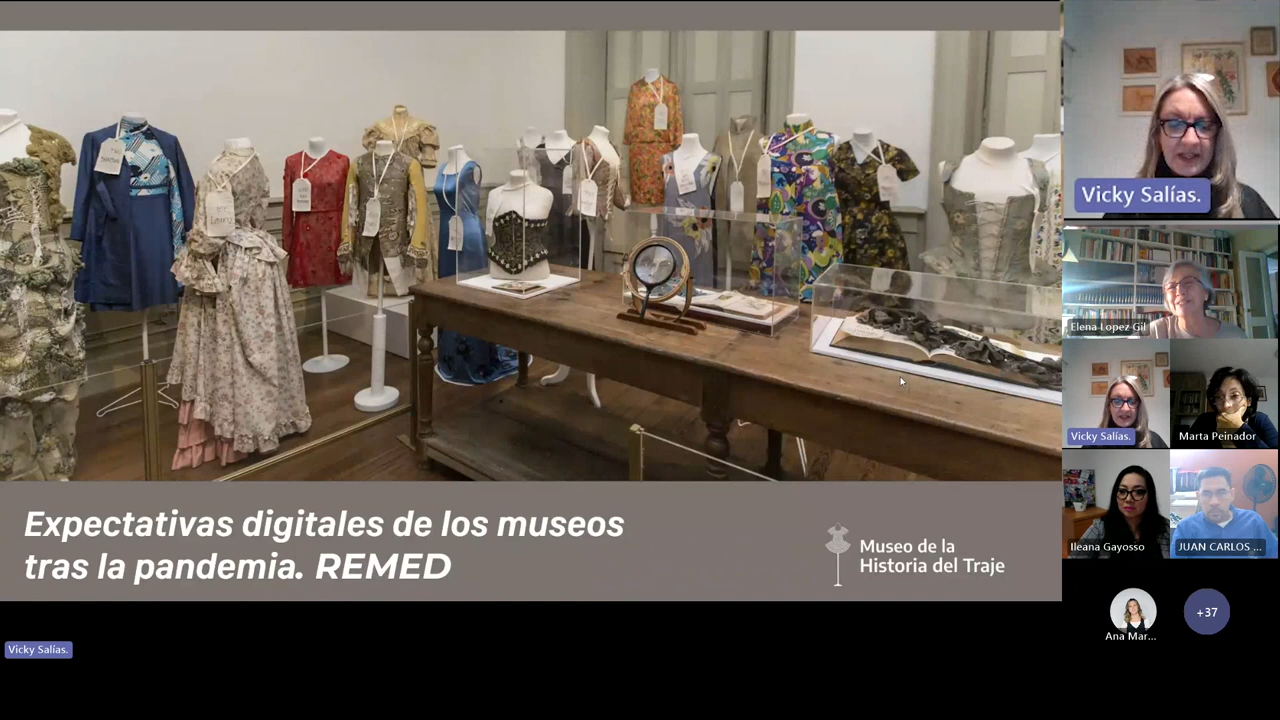 Vicky Salías.
Elena Lopez Gil
Vicky Salías.
Marta Peinador
Ileana Gayosso
JUAN CARLOS ...
Ana Mar...
+37
Expectativas digitales de los museos
tras la pandemia. REMED
Museo de la
Historia del Traje
Vicky Salías.